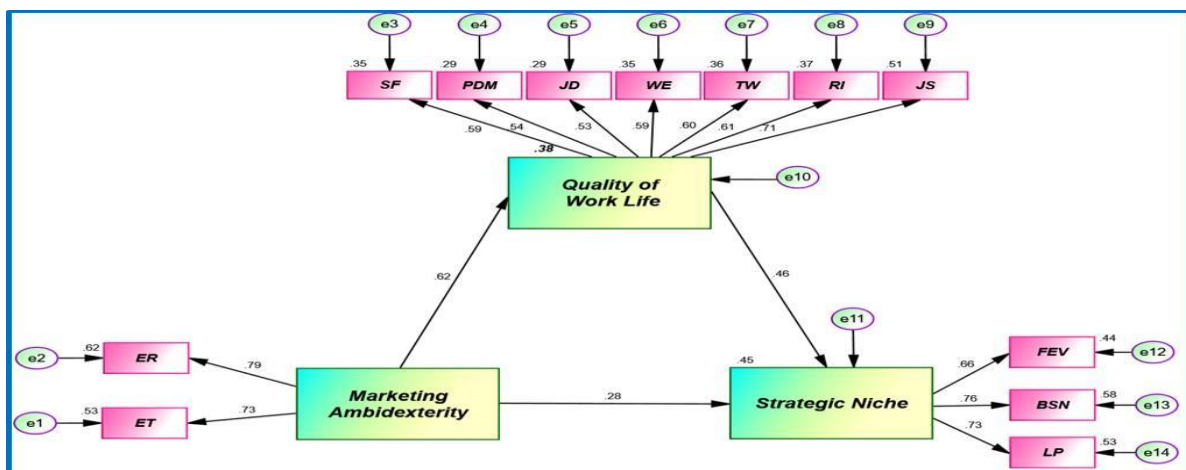 e3 e4 e5 e6 e7 e8 e9
.35 .29 .29 .35 .36 .37 .51
SF PDM JD WE TW RI JS
.59 .54 .53 .59 .60 .61 .71
.38
Quality of
Work Life
e10
.62
.46
e11
e2
.62
ER
.79
e1
.53
ET
.73
Marketing
Ambidexterity
.28
.45
Strategic Niche
.66
FEV
.44
e12
.76
BSN
.58
e13
.73
LP
.53
e14